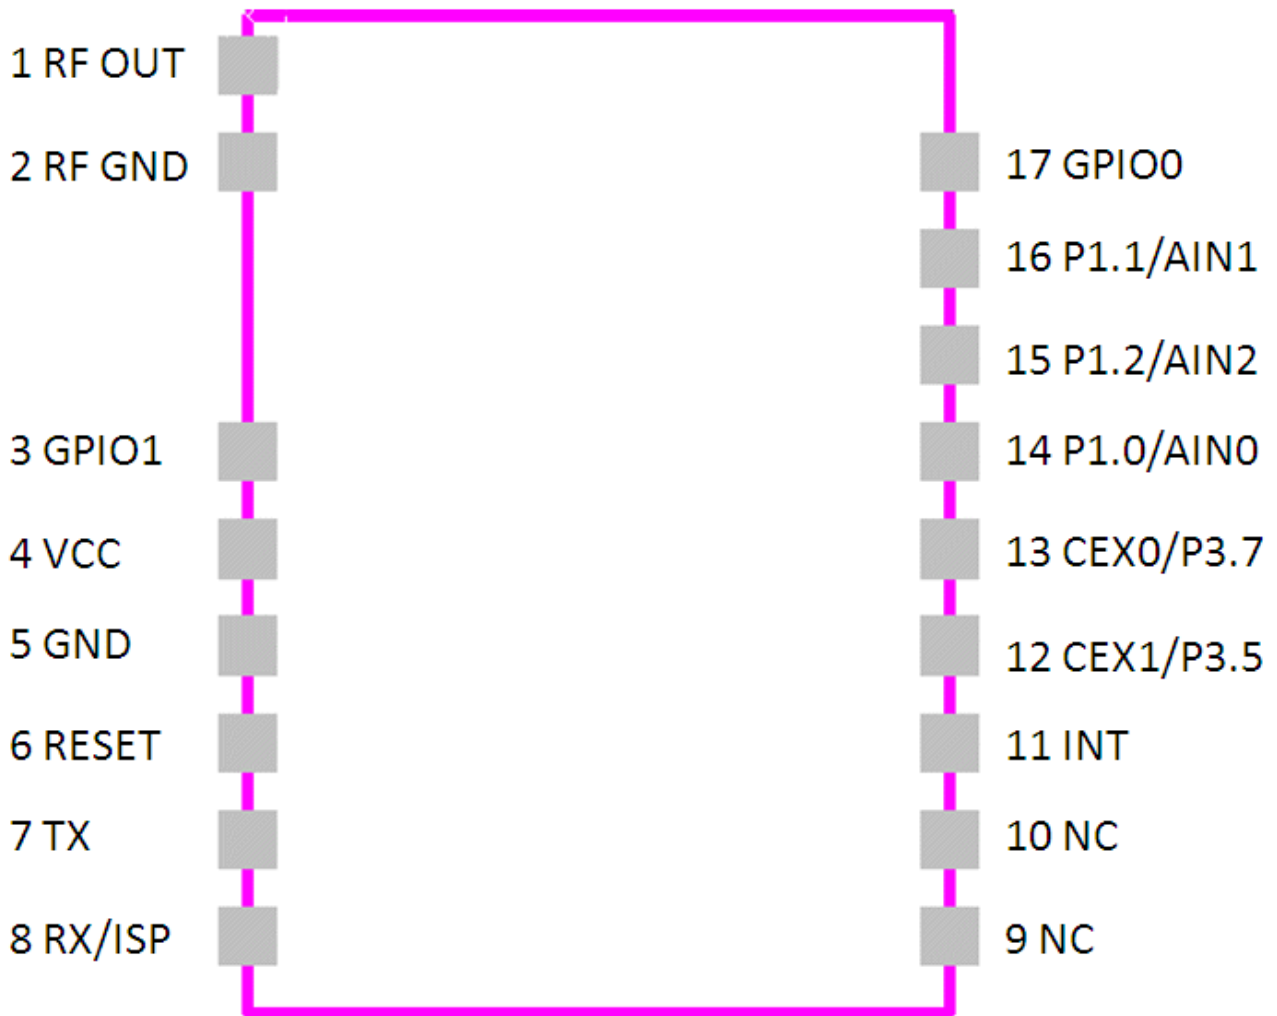 1 RF OUT
2 RF GND
3 GPIO1
4 VCC
5 GND
6 RESET
7 TX
8 RX/ISP
17 GPIO0
16 P1.1/AIN1
15 P1.2/AIN2
14 P1.0/AIN0
13 CEX0/P3.7
12 CEX1/P3.5
11 INT
10 NC
9 NC